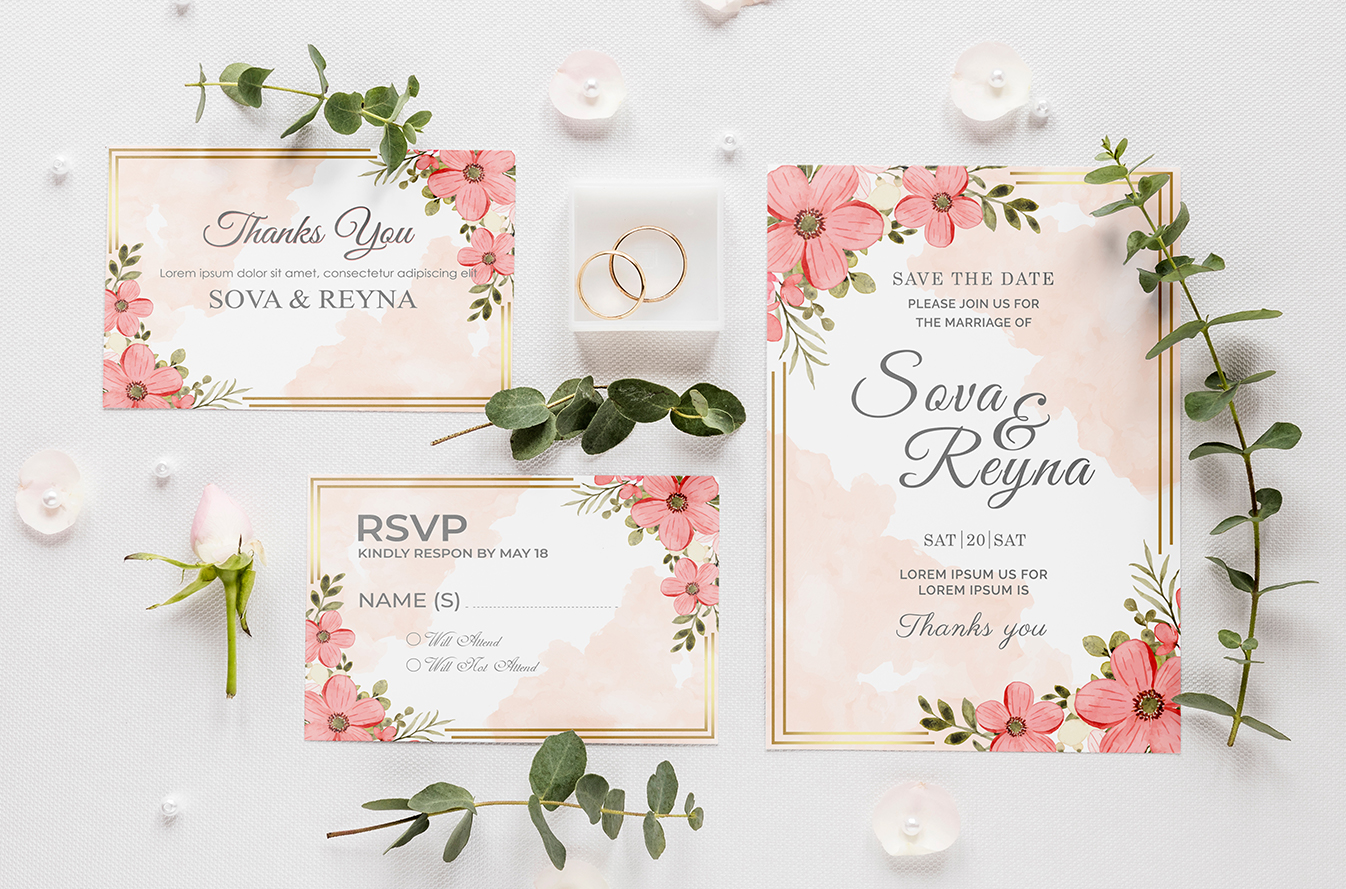 Thanks You
Lorem ipsum dolor sit amet, consectetur adipiscing elit
SOVA & REYNA
RSVP
KINDLY RESPON BY MAY 18
NAME (S)
Will Attend
Will Not Attend
SAVE THE DATE
PLEASE JOIN US FOR
THE MARRIAGE OF
Sova
&
Reyna
SAT|20|SAT
LOREM IPSUM US FOR
LOREM IPSUM IS
Thanks you